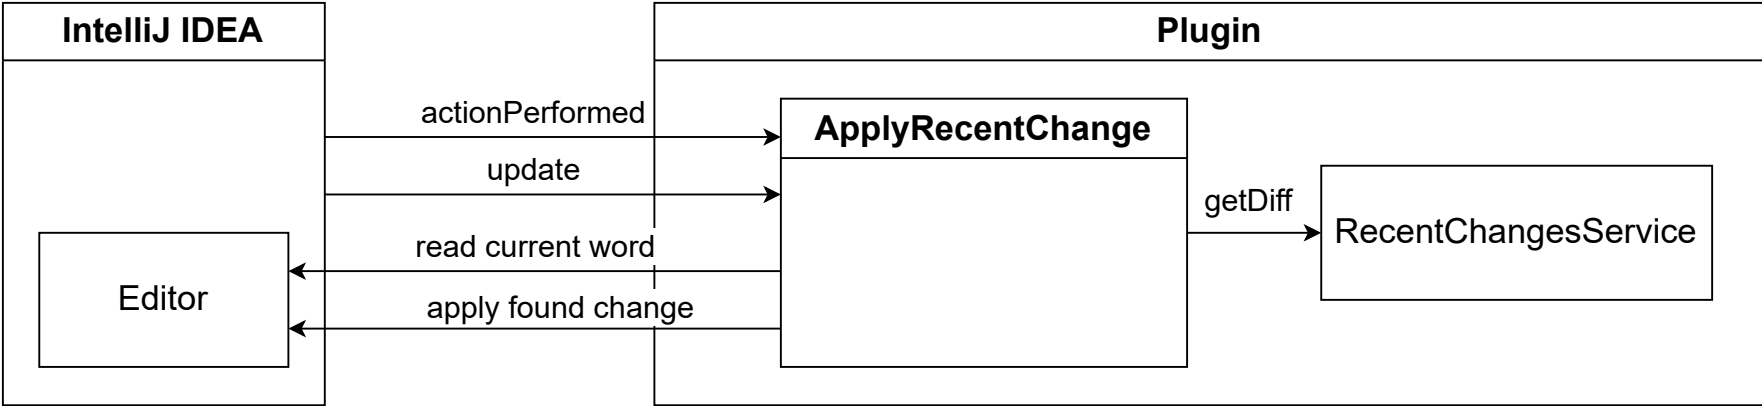 IntelliJ IDEA
Plugin
actionPerformed
ApplyRecentChange
update
getDiff
RecentChangesService
read current word
Editor
apply found change